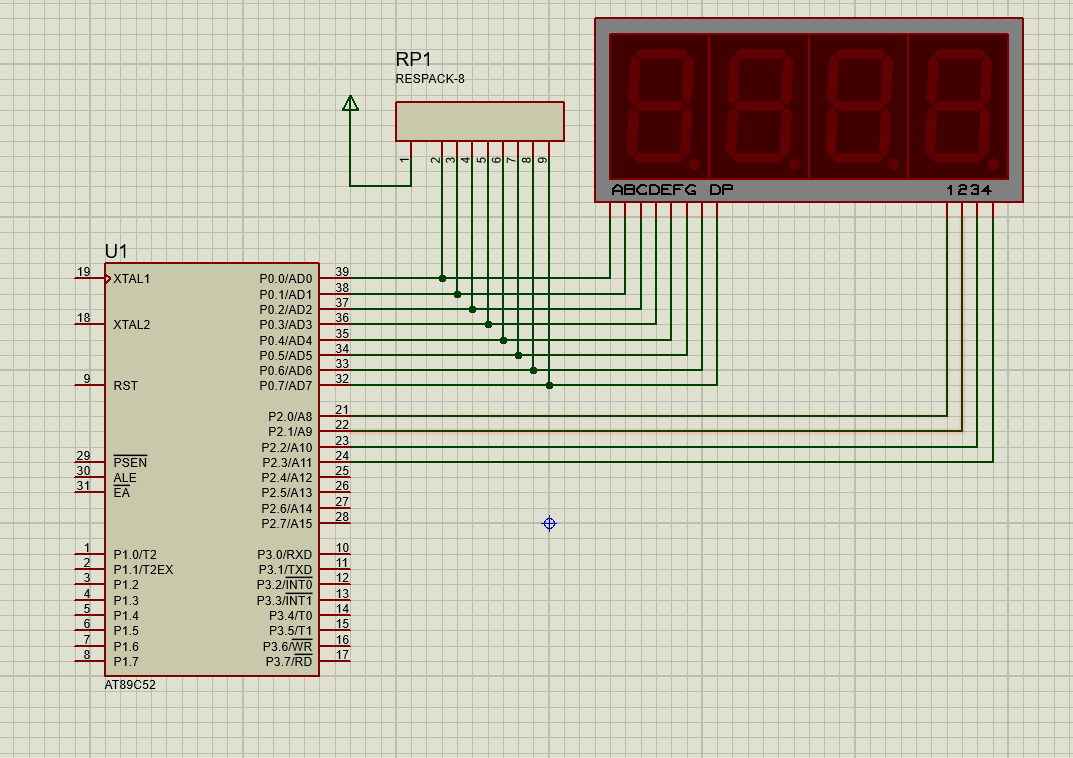 RP1
RESPACK-8
1 2 3 4 5 6 7 8 9
ABCDEFG DP
1234
U1
19 XTAL1 P0.0/AD0 39
P0.1/AD1 38
P0.2/AD2 37
18 XTAL2 P0.3/AD3 36
P0.4/AD4 35
P0.5/AD5 34
P0.6/AD6 33
9 RST P0.7/AD7 32
P2.0/A8 21
P2.1/A9 22
P2.2/A10 23
29 PSEN P2.3/A11 24
30 ALE P2.4/A12 25
31 EA P2.5/A13 26
P2.6/A14 27
P2.7/A15 28
1 P1.0/T2 P3.0/RXD 10
2 P1.1/T2EX P3.1/TXD 11
3 P1.2 P3.2/INT0 12
4 P1.3 P3.3/INT1 13
5 P1.4 P3.4/T0 14
6 P1.5 P3.5/T1 15
7 P1.6 P3.6/WR 16
8 P1.7 P3.7/RD 17
AT89C52